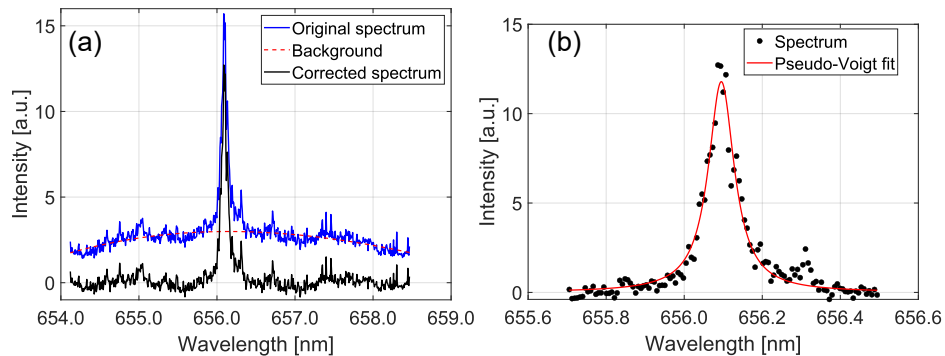 (a)
Original spectrum
Background
Corrected spectrum
15
10
5
0
Intensity [a.u.]
654.0 655.0 656.0 657.0 658.0 659.0
Wavelength [nm]
(b)
Spectrum
Pseudo-Voigt fit
15
10
5
0
Intensity [a.u.]
655.6 655.8 656.0 656.2 656.4 656.6
Wavelength [nm]